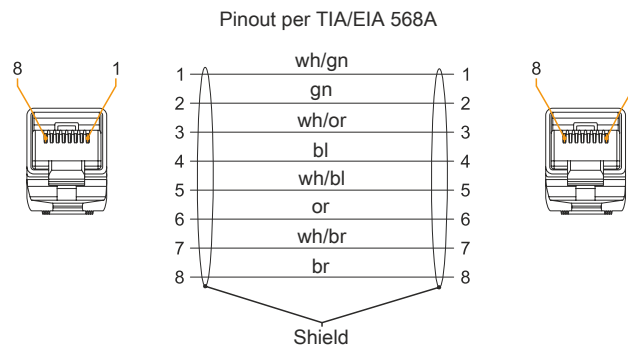 Pinout per TIA/EIA 568A
8 1
8
1 wh/gn 1
2 gn 2
3 wh/or 3
4 bl 4
5 wh/bl 5
6 or 6
7 wh/br 7
8 br 8
Shield